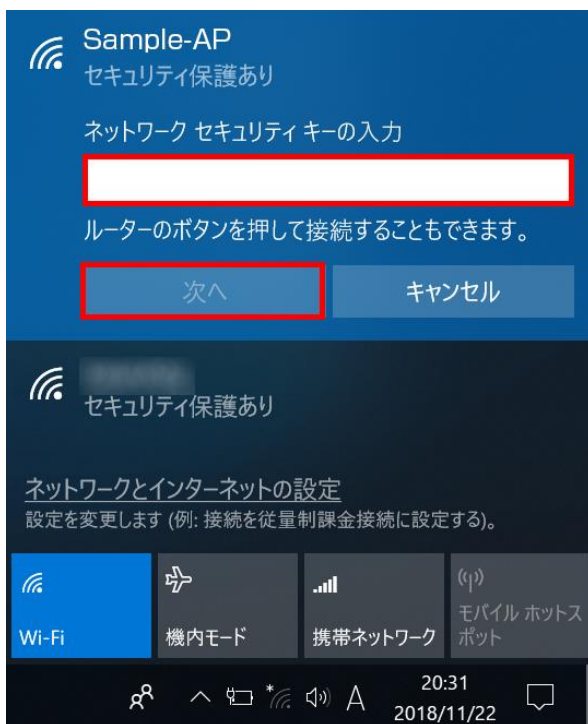 Sample-AP
セキュリティ保護あり
ネットワーク セキュリティ キーの入力
ルーターのボタンを押して接続することもできます。
次へ
キャンセル
セキュリティ保護あり
ネットワークとインターネットの設定
設定を変更します (例: 接続を従量制課金接続に設定する)。
Wi-Fi
機内モード
携帯ネットワーク
モバイル ホットス
ポット
A
20:31
2018/11/22